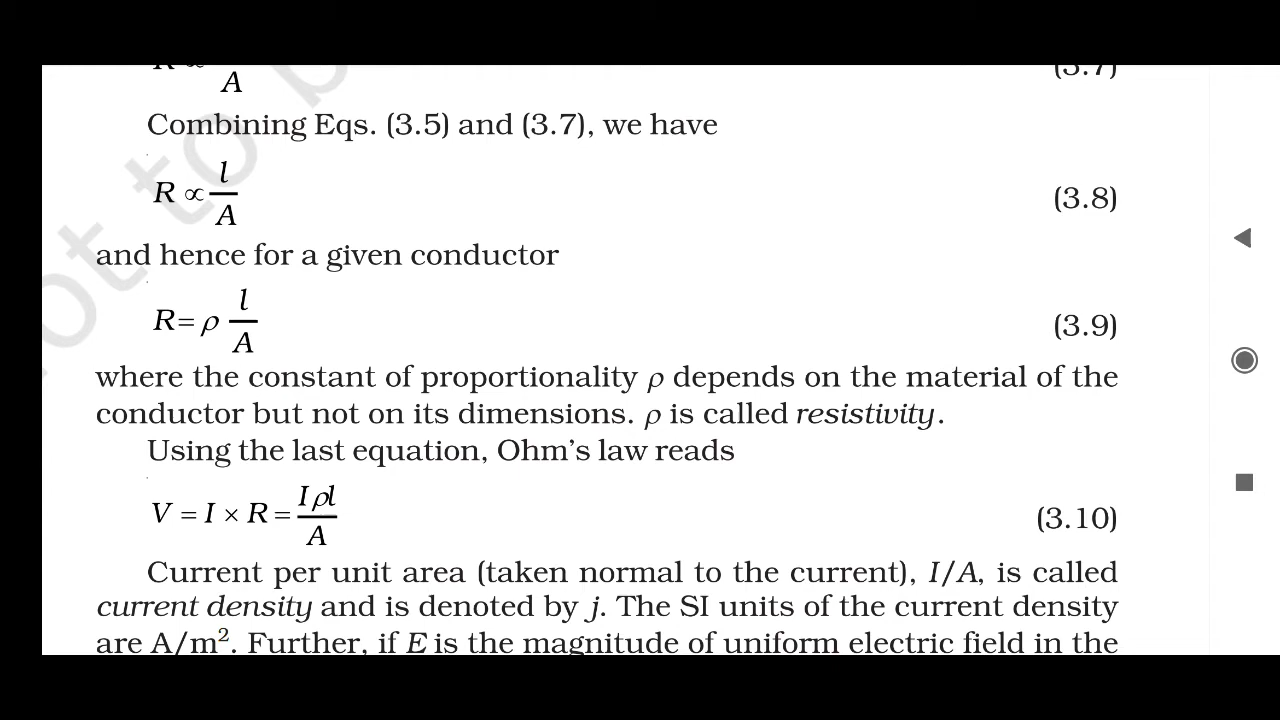 A
(3.7)
Combining Eqs. (3.5) and (3.7), we have
R ∝ l/A (3.8)
and hence for a given conductor
R = ρ l/A (3.9)
where the constant of proportionality ρ depends on the material of the
conductor but not on its dimensions. ρ is called resistivity.
Using the last equation, Ohm's law reads
V = I × R = Iρl/A (3.10)
Current per unit area (taken normal to the current), I/A, is called
current density and is denoted by j. The SI units of the current density
are A/m². Further, if E is the magnitude of uniform electric field in the